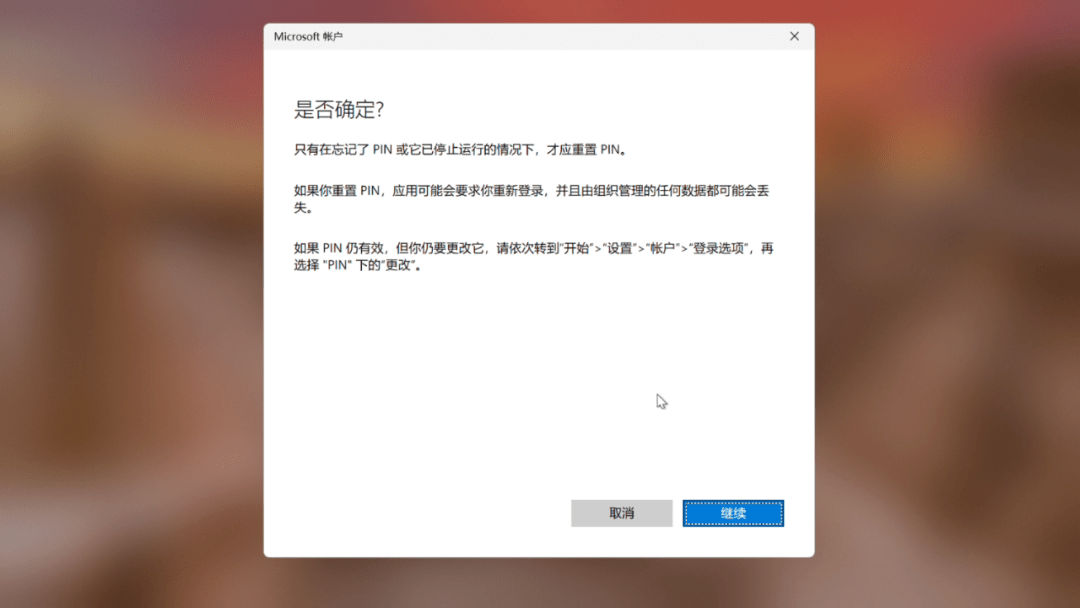 Microsoft 帐户
是否确定?
只有在忘记了 PIN 或它已停止运行的情况下，才应重置 PIN。
如果你重置 PIN，应用可能会要求你重新登录，并且由组织管理的任何数据都可能会丢
失。
如果 PIN 仍有效，但你仍要更改它，请依次转到“开始”>“设置”>“帐户”>“登录选项”，再
选择 "PIN" 下的“更改”。
取消
继续